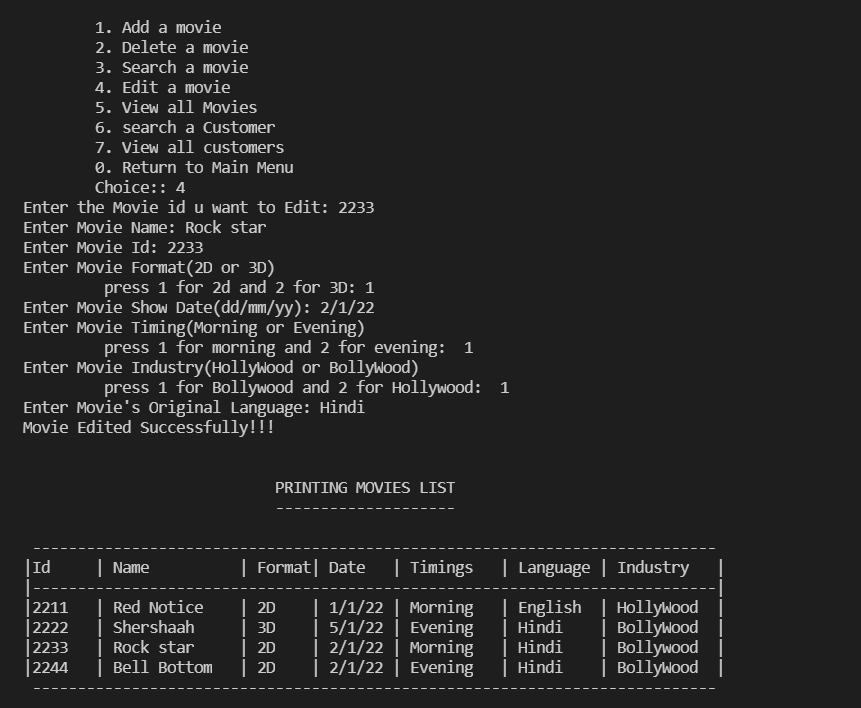 1. Add a movie
2. Delete a movie
3. Search a movie
4. Edit a movie
5. View all Movies
6. search a Customer
7. View all customers
0. Return to Main Menu
Choice:: 4
Enter the Movie id u want to Edit: 2233
Enter Movie Name: Rock star
Enter Movie Id: 2233
Enter Movie Format(2D or 3D)
press 1 for 2d and 2 for 3D: 1
Enter Movie Show Date(dd/mm/yy): 2/1/22
Enter Movie Timing(Morning or Evening)
press 1 for morning and 2 for evening:  1
Enter Movie Industry(HollyWood or BollyWood)
press 1 for Bollywood and 2 for Hollywood:  1
Enter Movie's Original Language: Hindi
Movie Edited Successfully!!!
PRINTING MOVIES LIST
--------------------
----------------------------------------------------------------------------
|Id     | Name          | Format| Date   | Timings   | Language | Industry   |
|----------------------------------------------------------------------------|
|2211   | Red Notice    | 2D    | 1/1/22 | Morning   | English  | HollyWood  |
|2222   | Shershaah     | 3D    | 5/1/22 | Evening   | Hindi    | BollyWood  |
|2233   | Rock star     | 2D    | 2/1/22 | Morning   | Hindi    | BollyWood  |
|2244   | Bell Bottom   | 2D    | 2/1/22 | Evening   | Hindi    | BollyWood  |
----------------------------------------------------------------------------